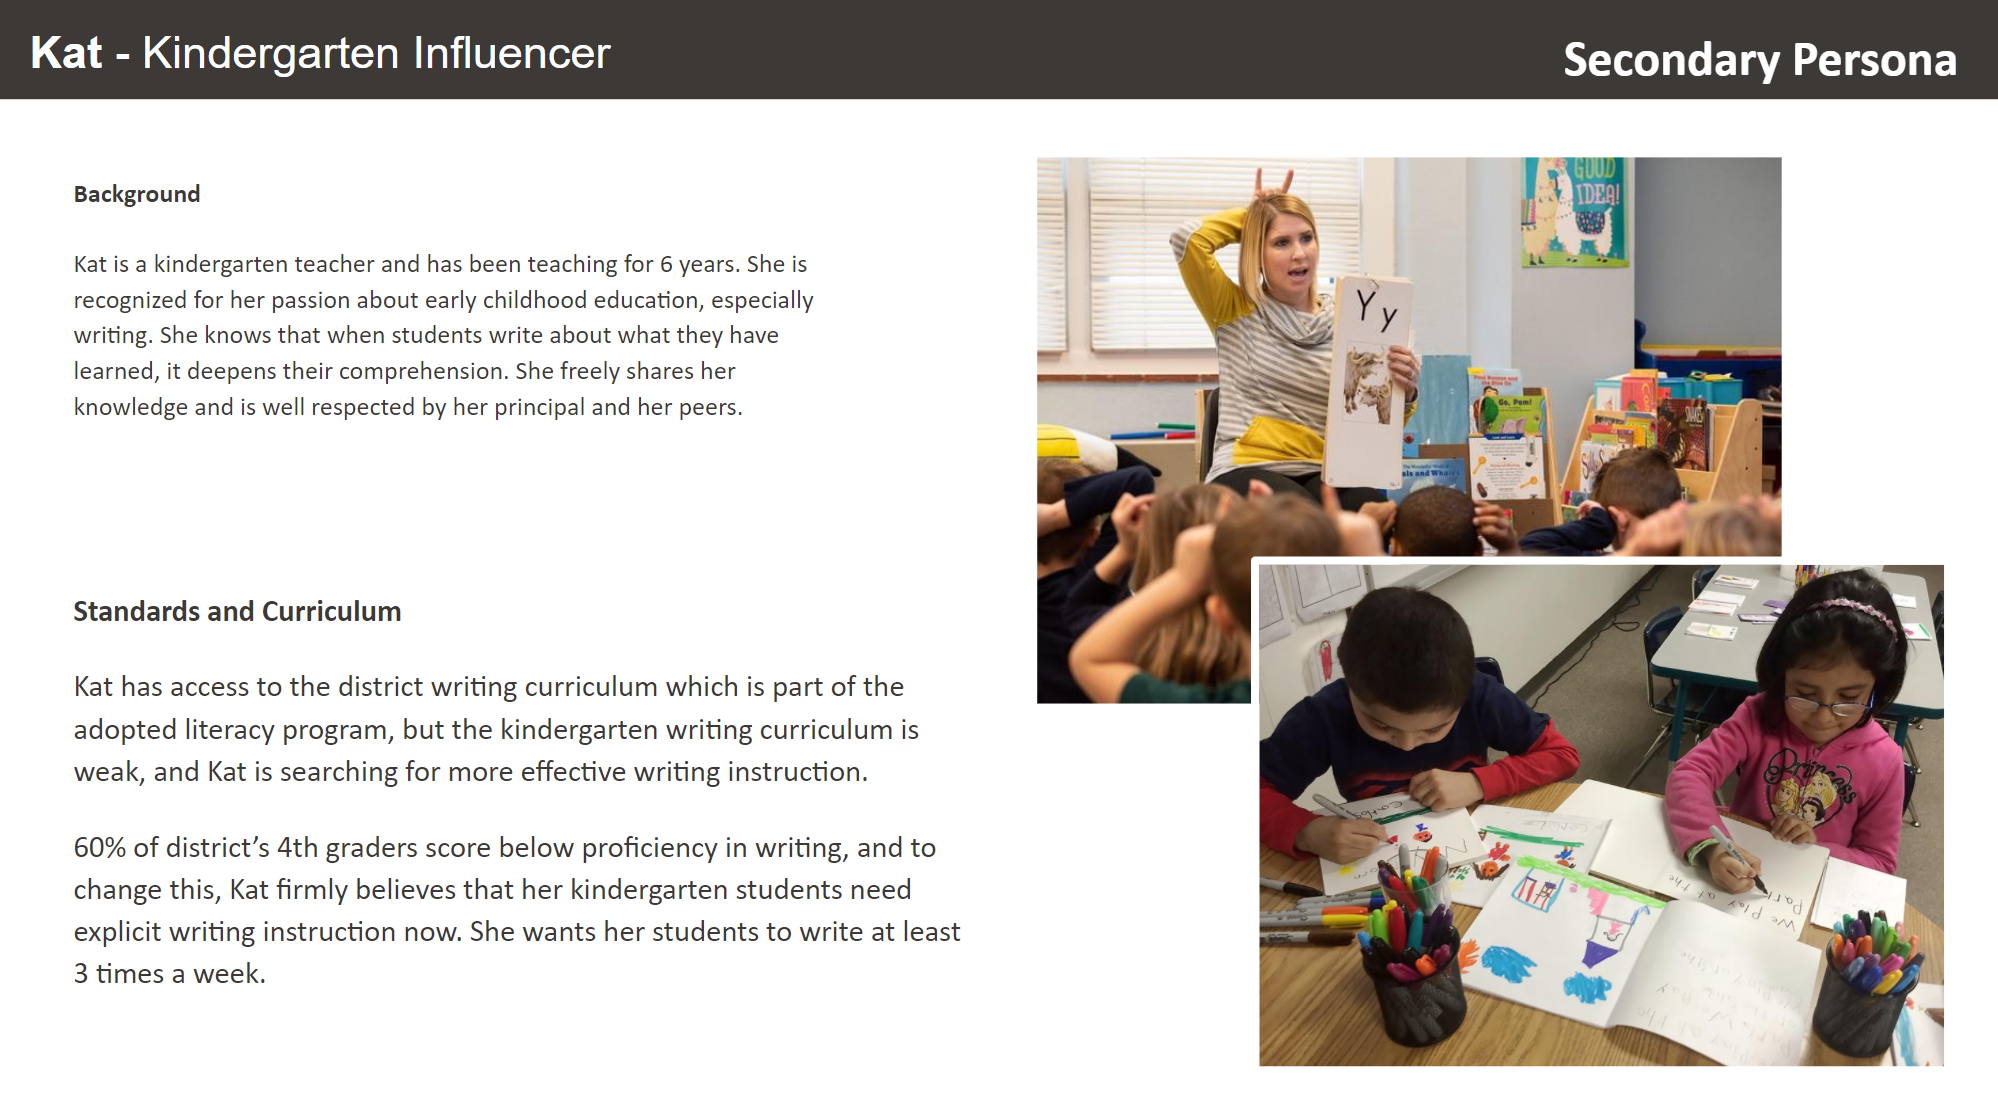 Kat - Kindergarten Influencer
Secondary Persona
Background
Kat is a kindergarten teacher and has been teaching for 6 years. She is
recognized for her passion about early childhood education, especially
writing. She knows that when students write about what they have
learned, it deepens their comprehension. She freely shares her
knowledge and is well respected by her principal and her peers.
Standards and Curriculum
Kat has access to the district writing curriculum which is part of the
adopted literacy program, but the kindergarten writing curriculum is
weak, and Kat is searching for more effective writing instruction.
60% of district’s 4th graders score below proficiency in writing, and to
change this, Kat firmly believes that her kindergarten students need
explicit writing instruction now. She wants her students to write at least
3 times a week.
GOOD
IDEA!
Yy
Go, Pam!
SNAKES
Princess
We play at the
Park